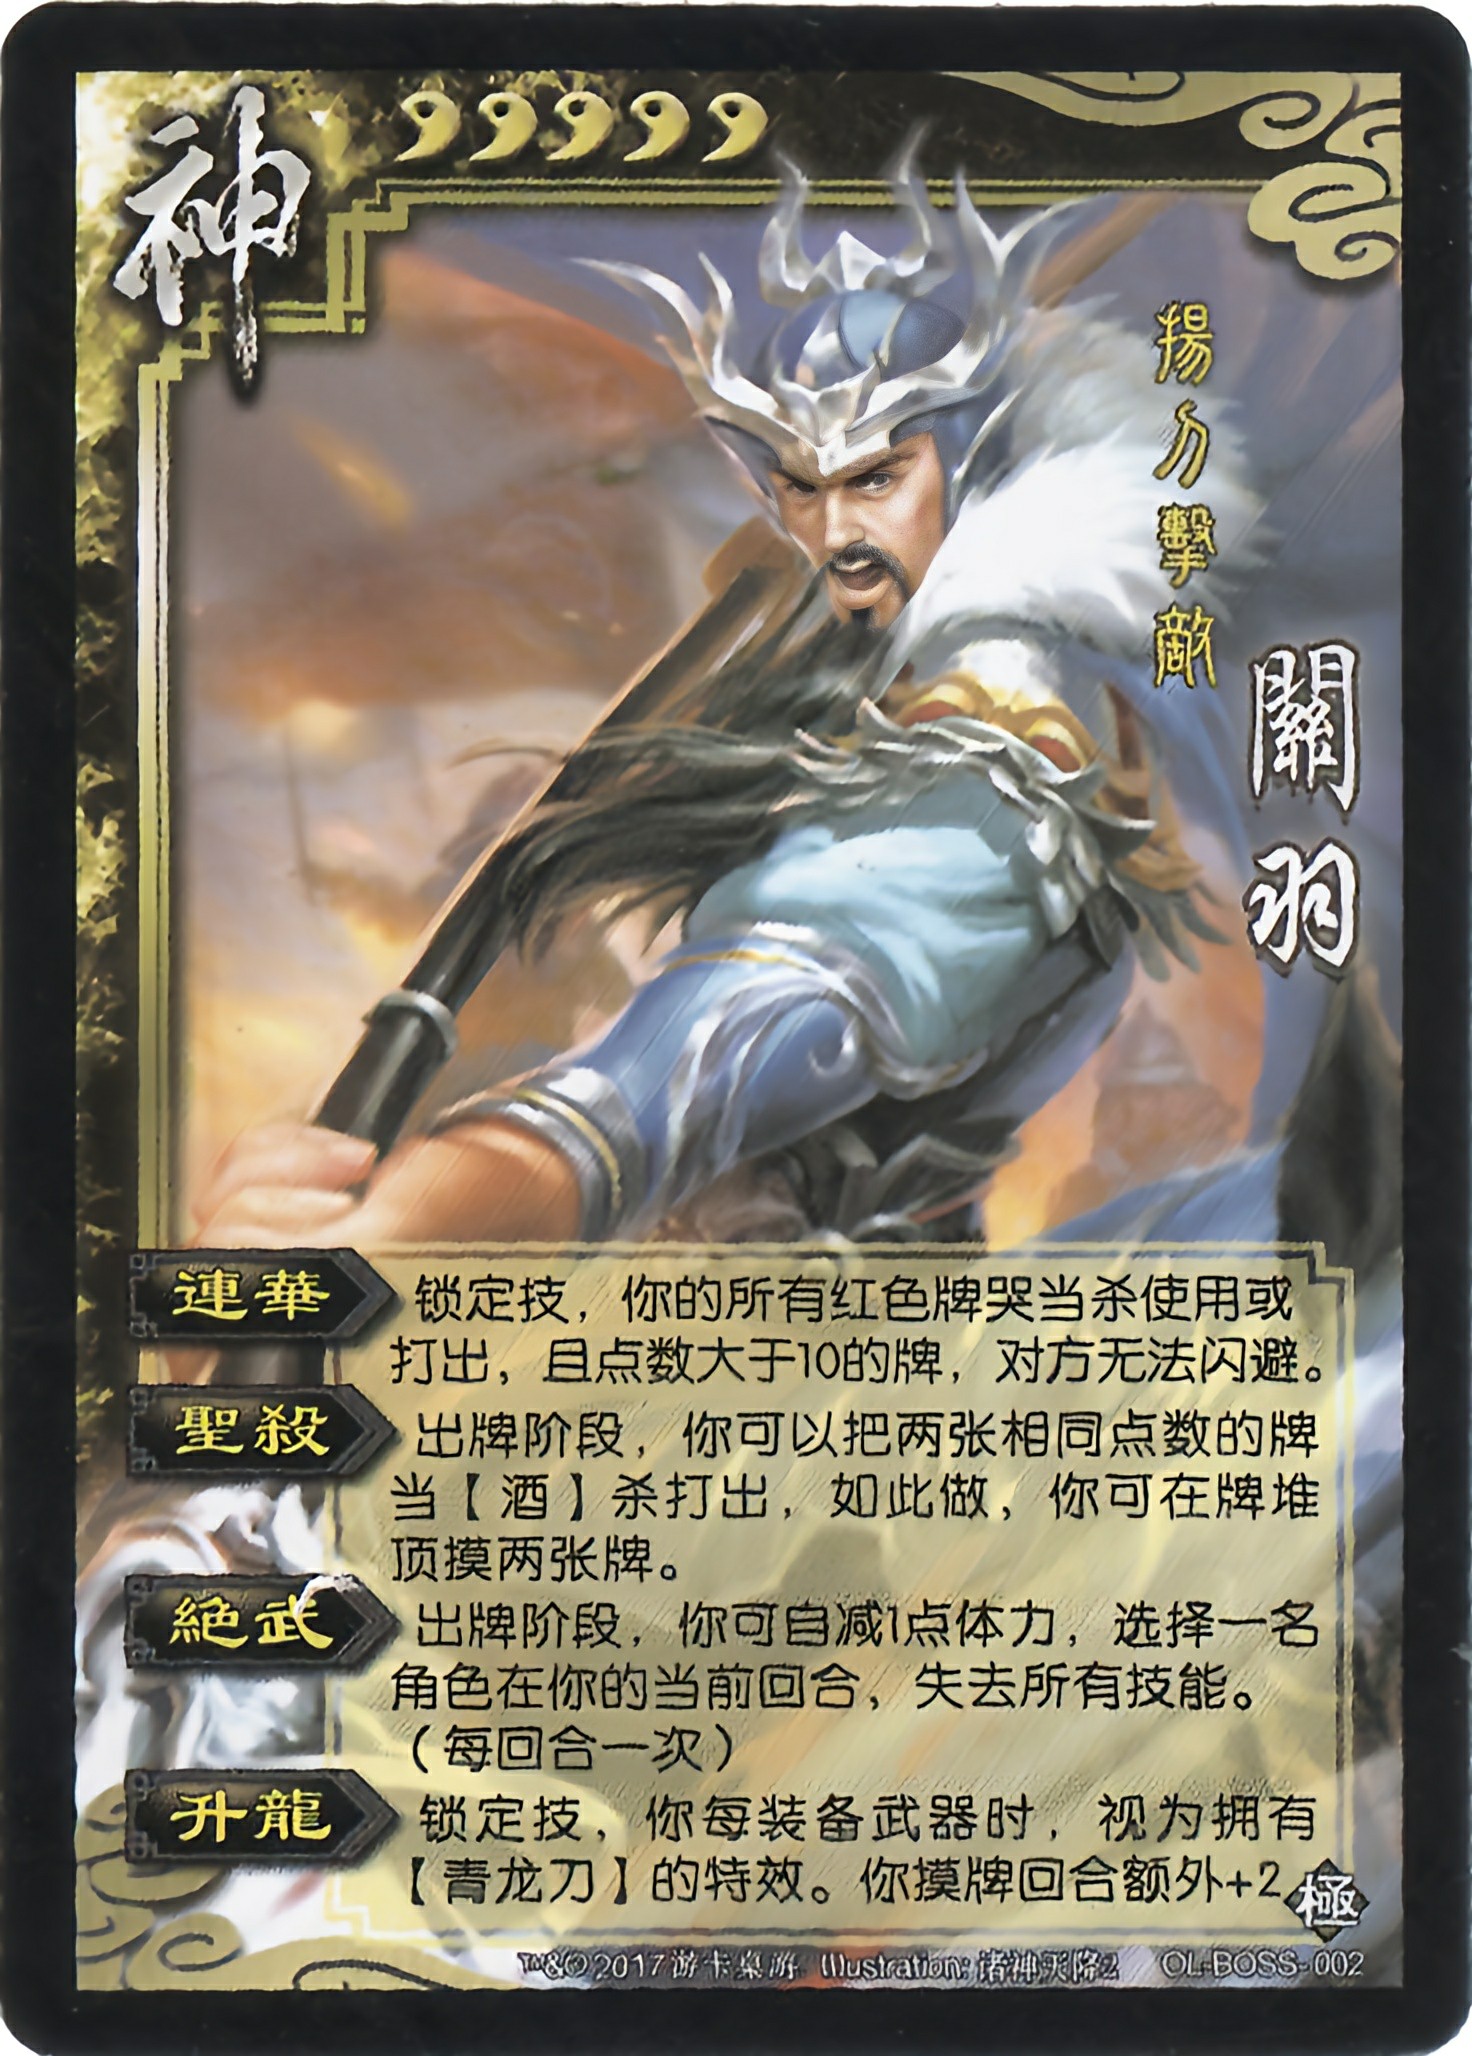 神
揚刀擊敵
關羽
連華
锁定技，你的所有红色牌哭当杀使用或
打出，且点数大于10的牌，对方无法闪避。
聖殺
出牌阶段，你可以把两张相同点数的牌
当【酒】杀打出，如此做，你可在牌堆
顶摸两张牌。
絕武
出牌阶段，你可自减1点体力，选择一名
角色在你的当前回合，失去所有技能。
（每回合一次）
升龍
锁定技，你每装备武器时，视为拥有
【青龙刀】的特效。你摸牌回合额外+2
極
™&©2017游卡桌游 Illustration:诸神天降2 OL-BOSS-002